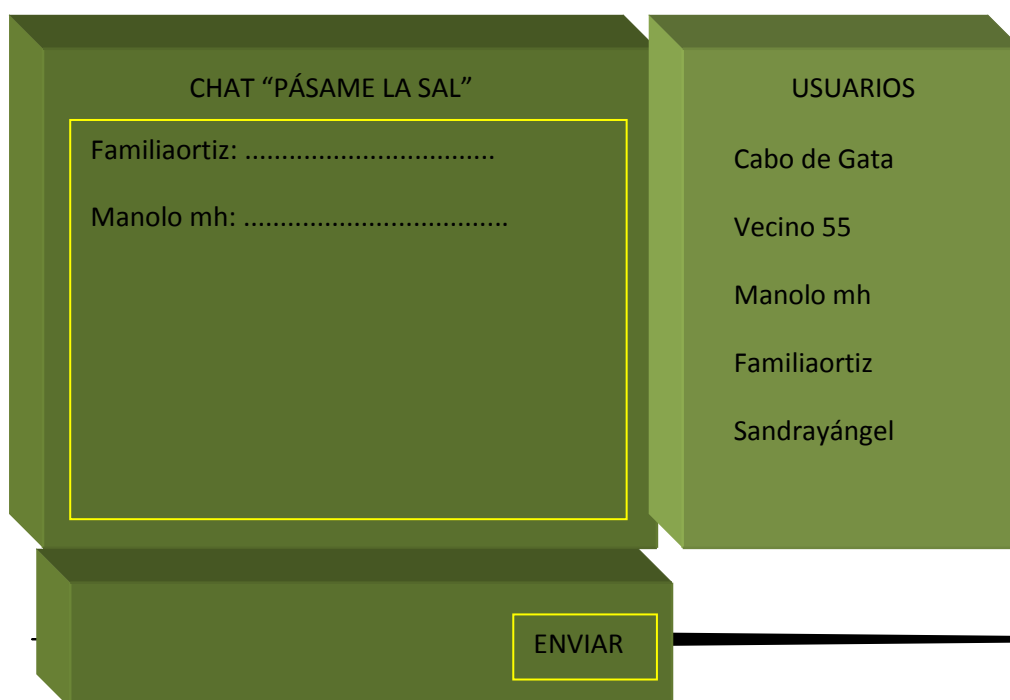 CHAT “PÁSAME LA SAL”
Familiaortiz: ..................................
Manolo mh: ....................................
USUARIOS
Cabo de Gata
Vecino 55
Manolo mh
Familiaortiz
Sandrayángel
ENVIAR